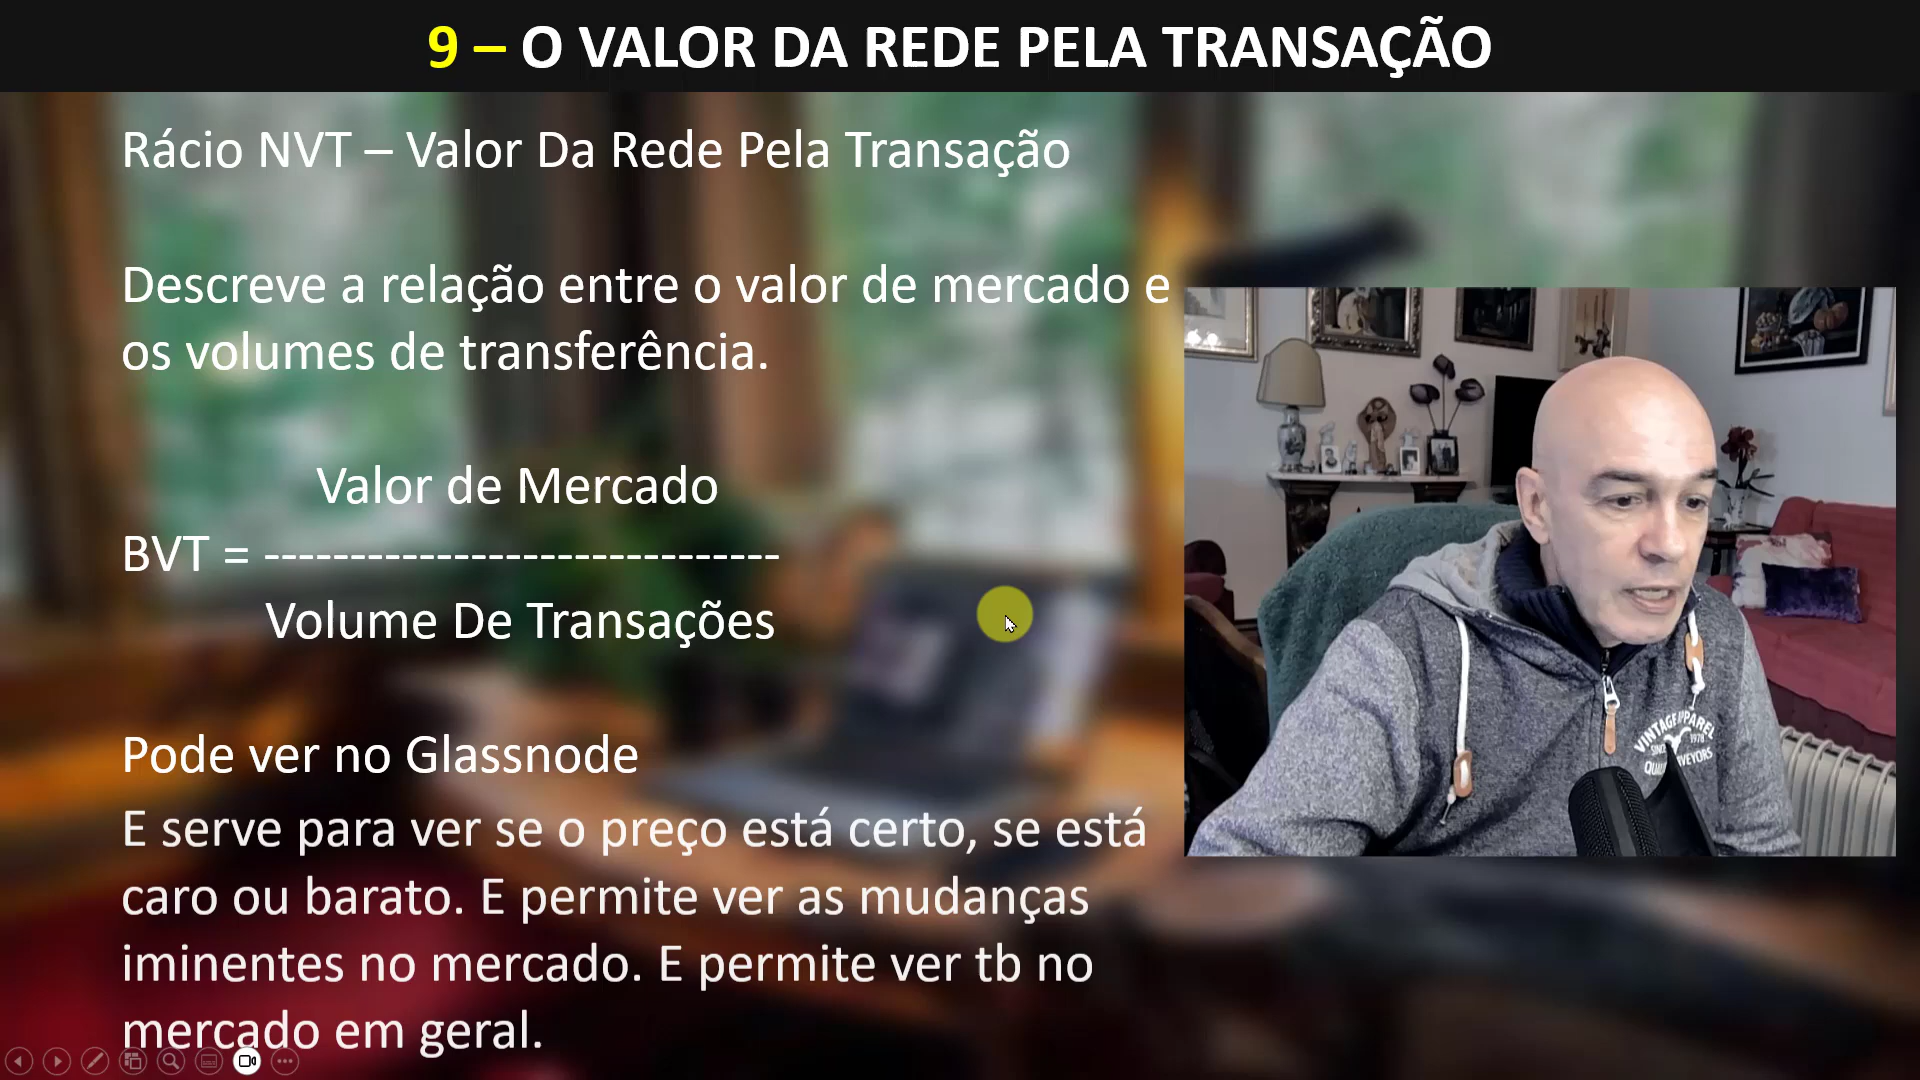 9 – O VALOR DA REDE PELA TRANSAÇÃO
Rácio NVT – Valor Da Rede Pela Transação
Descreve a relação entre o valor de mercado e
os volumes de transferência.
Valor de Mercado
BVT = ------------------------------
Volume De Transações
Pode ver no Glassnode
E serve para ver se o preço está certo, se está
caro ou barato. E permite ver as mudanças
iminentes no mercado. E permite ver tb no
mercado em geral.
VINTAGE APPAREL
1978